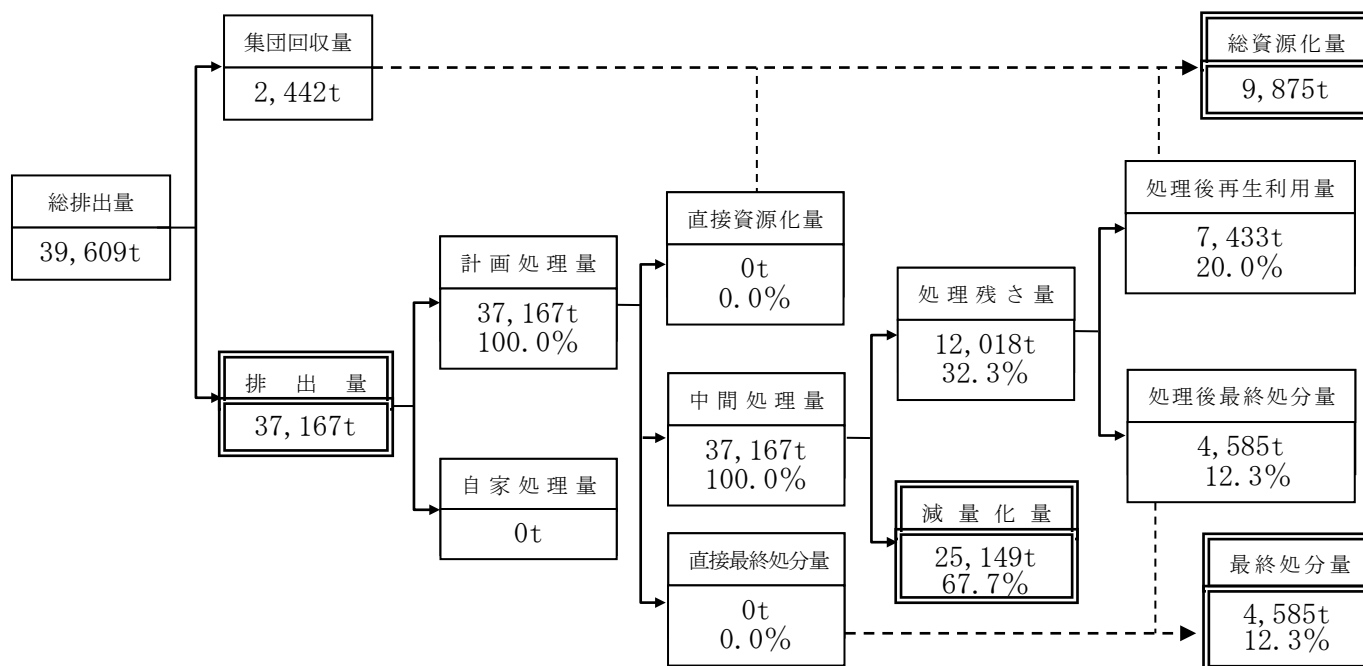 集団回収量
2,442t
総資源化量
9,875t
総排出量
39,609t
排出量
37,167t
計画処理量
37,167t
100.0%
自家処理量
0t
直接資源化量
0t
0.0%
中間処理量
37,167t
100.0%
直接最終処分量
0t
0.0%
処理残さ量
12,018t
32.3%
減量化量
25,149t
67.7%
処理後再生利用量
7,433t
20.0%
処理後最終処分量
4,585t
12.3%
最終処分量
4,585t
12.3%